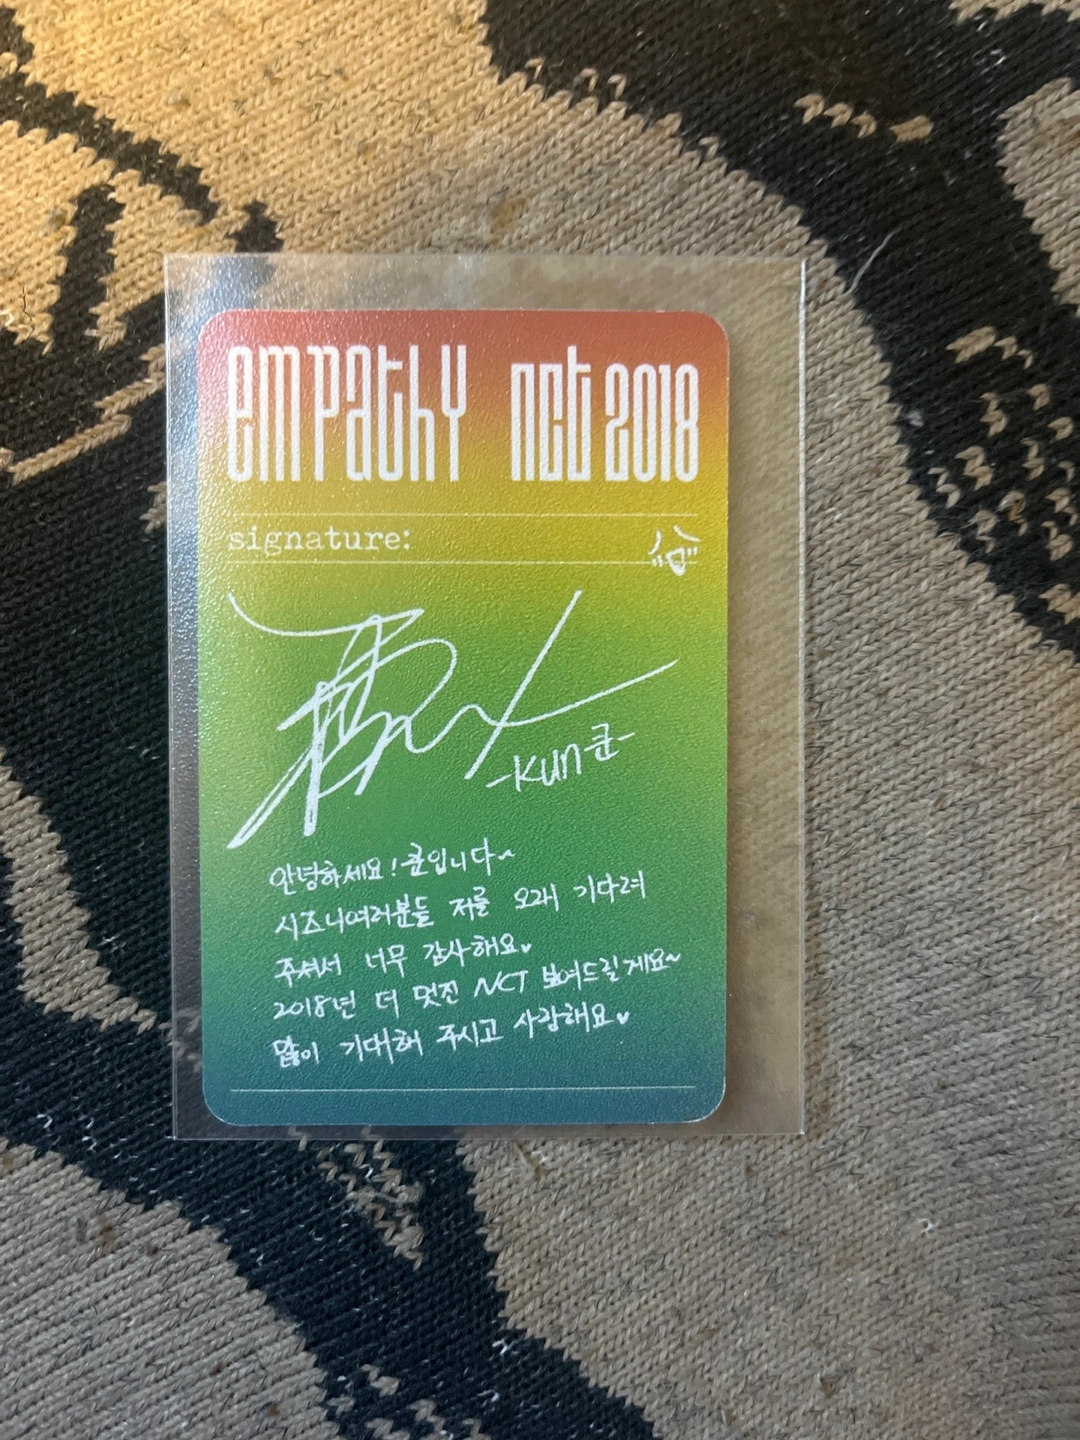 empathy nct 2018
signature:
-KUN 쿤-
안녕하세요! 쿤입니다~
시즈니여러분들 저를 오래 기다려
주셔서 너무 감사해요♥
2018년 더 멋진 NCT 보여드릴게요~
많이 기대해 주시고 사랑해요♥